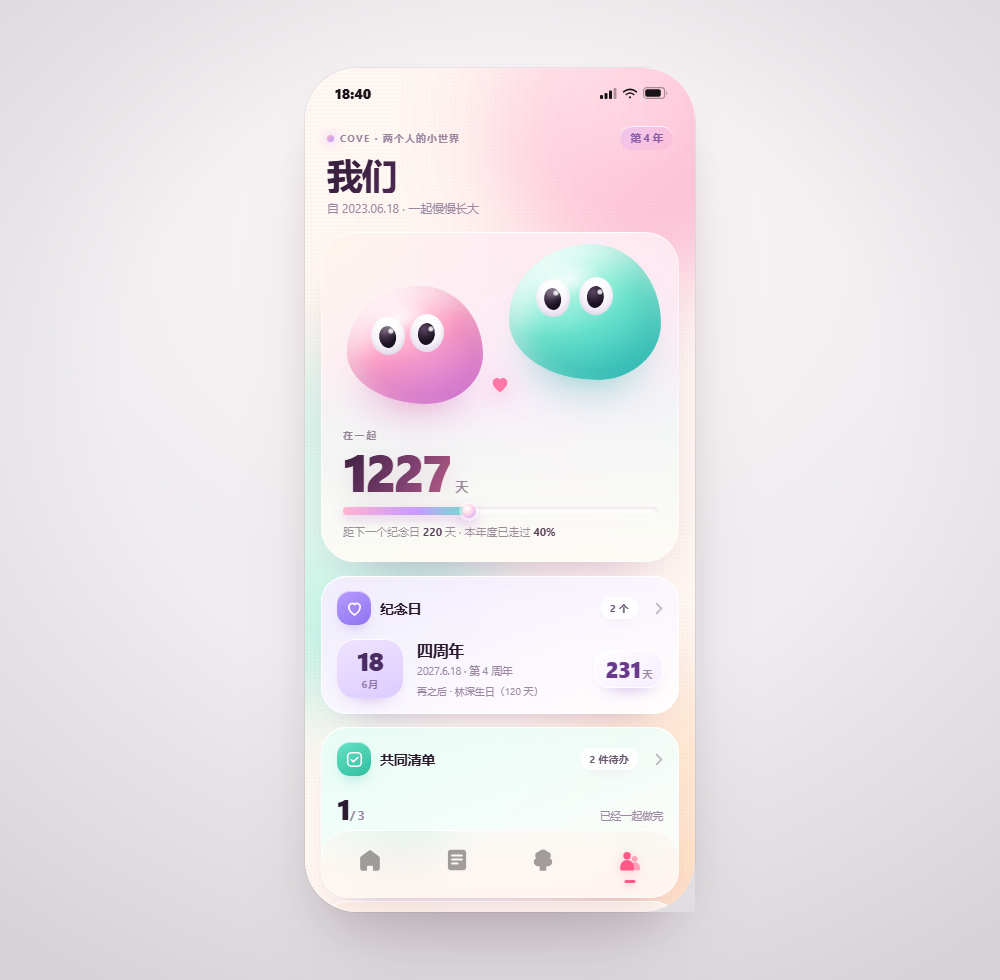 18:40
COVE · 两个人的小世界
第 4 年
我们
自 2023.06.18 · 一起慢慢长大
在一起
1227 天
距下一个纪念日 220 天 · 本年度已走过 40%
纪念日
2 个
18
6月
四周年
2027.6.18 · 第 4 周年
再之后 · 林深生日（120 天）
231天
共同清单
2 件待办
1/ 3
已经一起做完